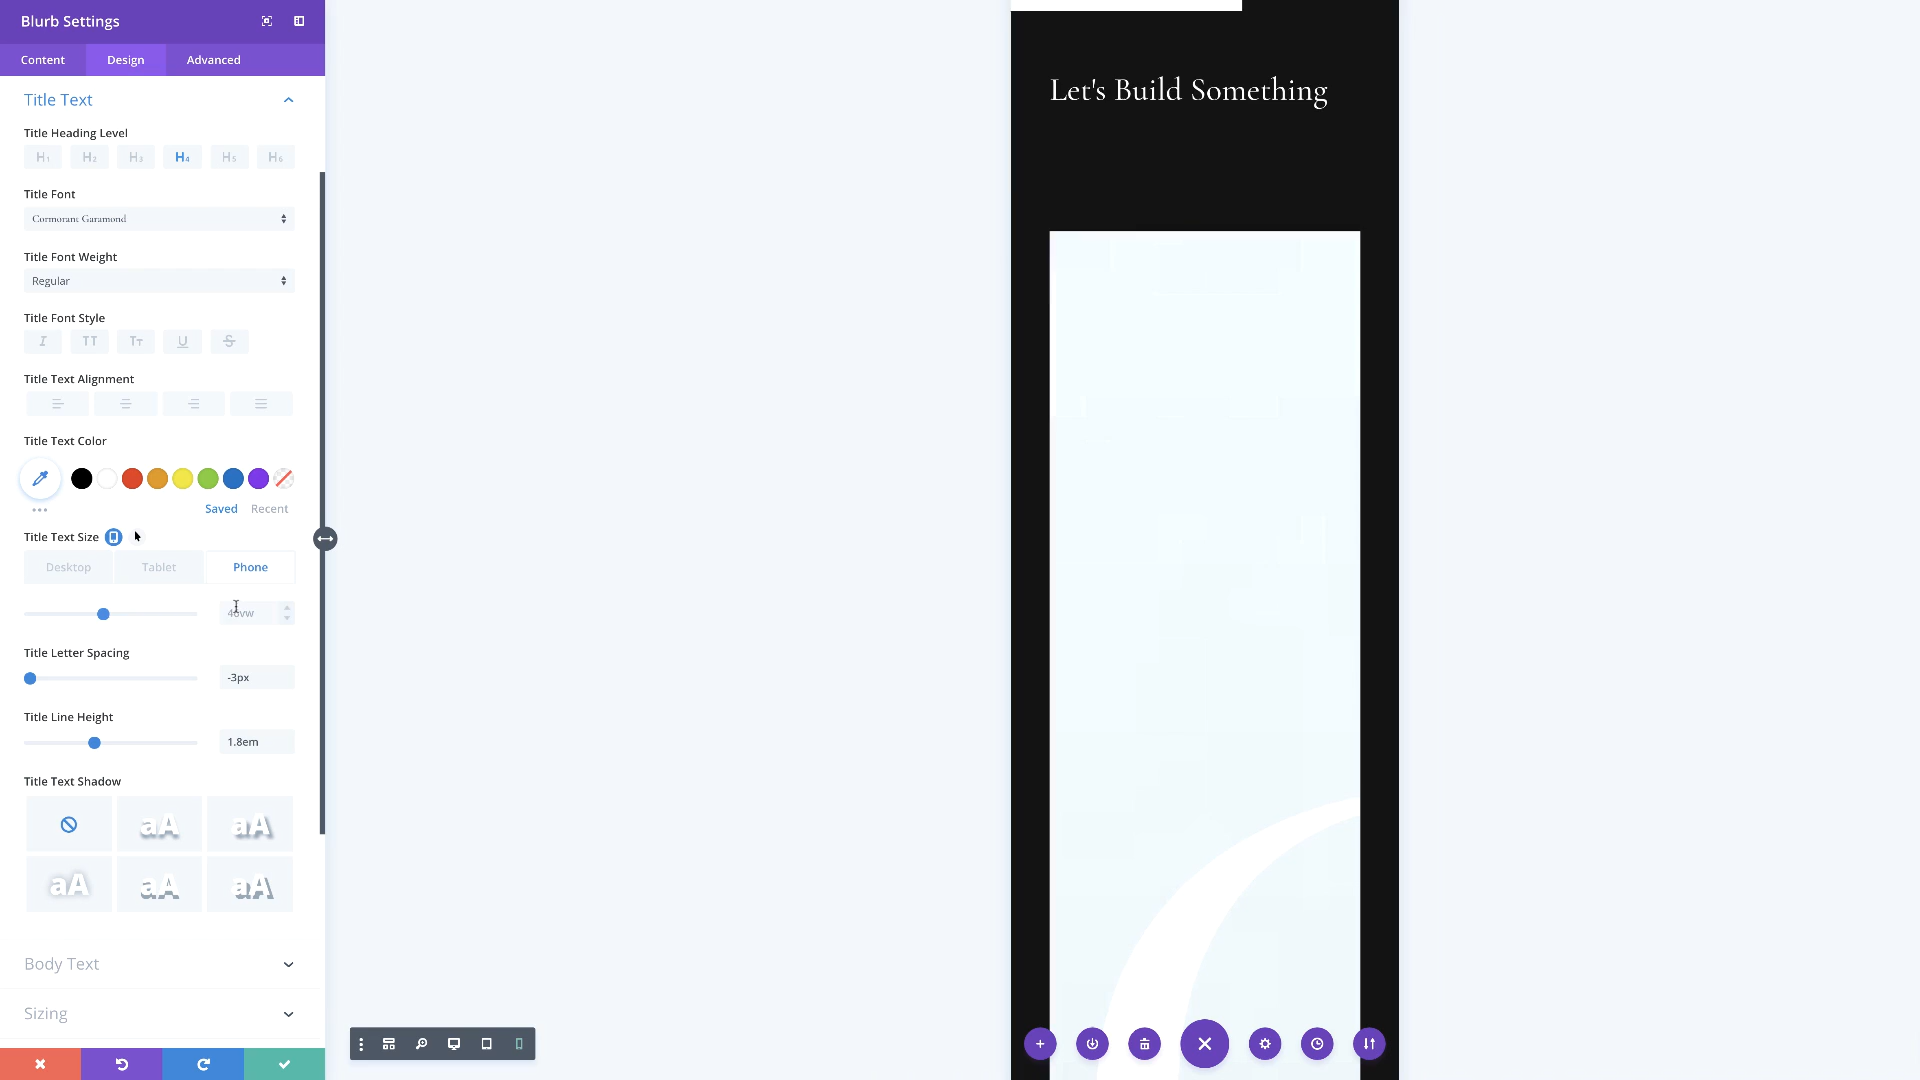 Blurb Settings
Content Design Advanced
Title Text
Title Heading Level
H1 H2 H3 H4 H5 H6
Title Font
Cormorant Garamond
Title Font Weight
Regular
Title Font Style
I TT Tт U S
Title Text Alignment
Title Text Color
Saved Recent
Title Text Size
Desktop Tablet Phone
Title Letter Spacing
-3px
Title Line Height
1.8em
Title Text Shadow
aA aA
aA aA aA
Body Text
Sizing
Let's Build Something